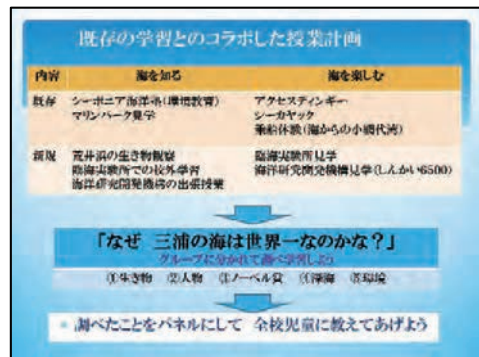 既存の学習とのコラボした授業計画
内容 海を知る 海を楽しむ
既存 シーボニア海洋塾(環境教育) アクセスディンギー
マリンパーク見学 シーカヤック
乗船体験(海からの小網代湾)
新規 荒井浜の生き物観察 臨海実験所見学
臨海実験所での校外学習 海洋研究開発機構見学(しんかい6500)
海洋研究開発機構の出張授業
「なぜ 三浦の海は世界一なのかな？」
グループに分かれて調べ学習しよう
①生き物 ②人物 ③ノーベル賞 ④深海 ⑤環境
調べたことをパネルにして 全校児童に教えてあげよう